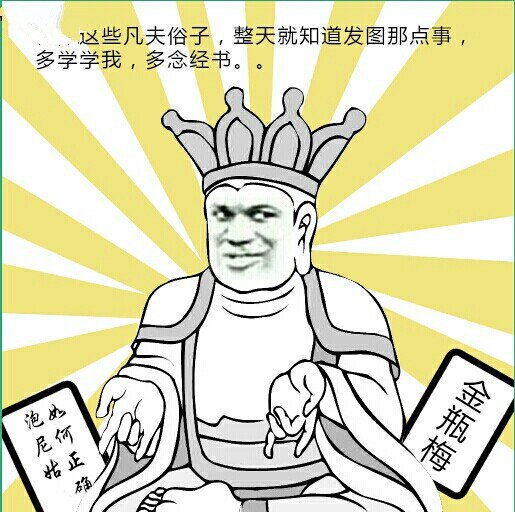 这些凡夫俗子，整天就知道发图那点事，
多学学我，多念经书。。
如何正确
泡尼姑
金瓶梅